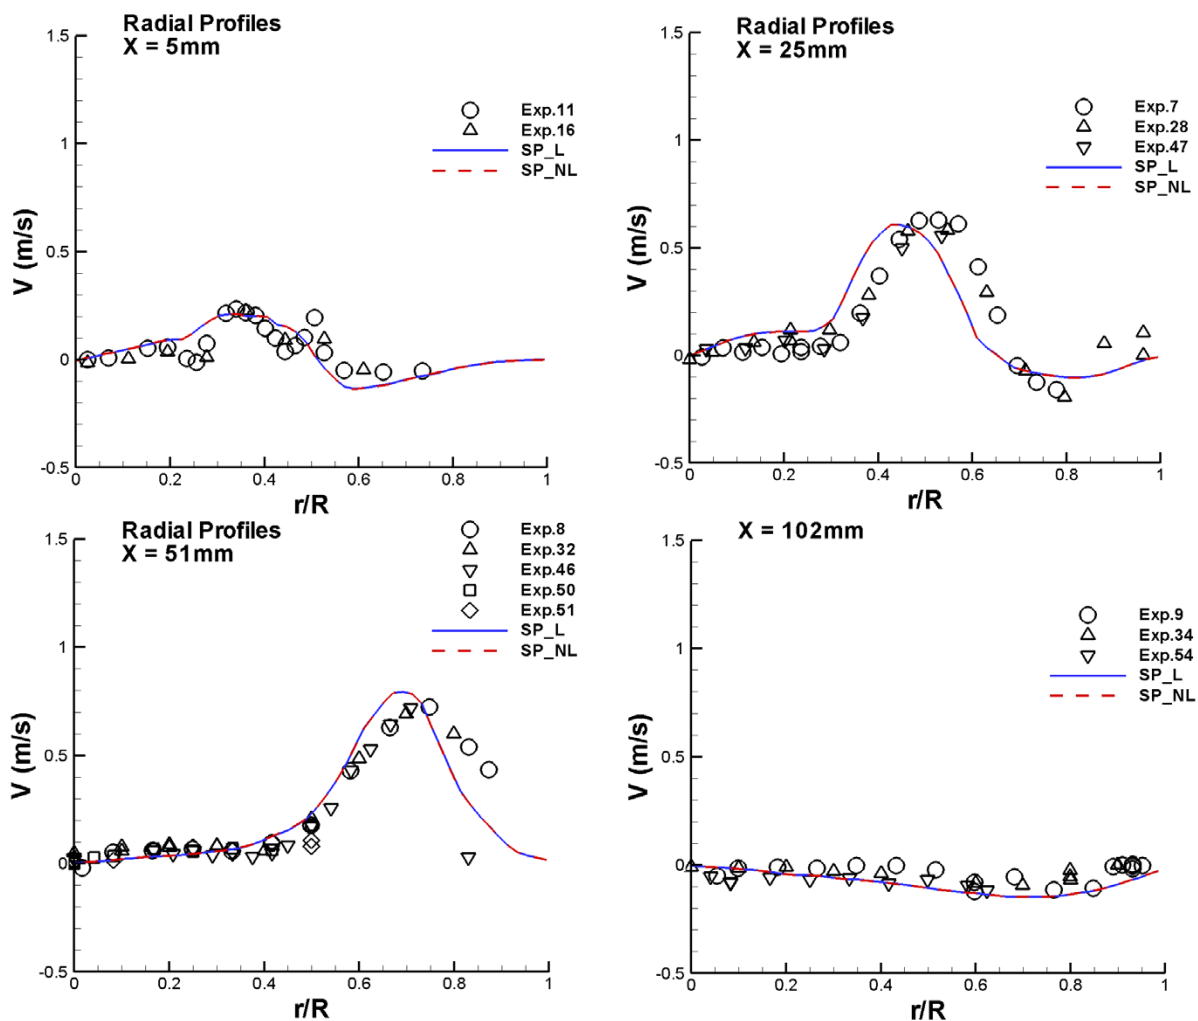 Radial Profiles
X = 5mm
1.5
1
0.5
0
-0.5
V (m/s)
Exp.11
Exp.16
SP_L
SP_NL
0
0.2
0.4
0.6
0.8
1
r/R
Radial Profiles
X = 25mm
1.5
1
0.5
0
-0.5
V (m/s)
Exp.7
Exp.28
Exp.47
SP_L
SP_NL
0
0.2
0.4
0.6
0.8
1
r/R
Radial Profiles
X = 51mm
1.5
1
0.5
0
-0.5
V (m/s)
Exp.8
Exp.32
Exp.46
Exp.50
Exp.51
SP_L
SP_NL
0
0.2
0.4
0.6
0.8
1
r/R
X = 102mm
1.5
1
0.5
0
-0.5
V (m/s)
Exp.9
Exp.34
Exp.54
SP_L
SP_NL
0
0.2
0.4
0.6
0.8
1
r/R